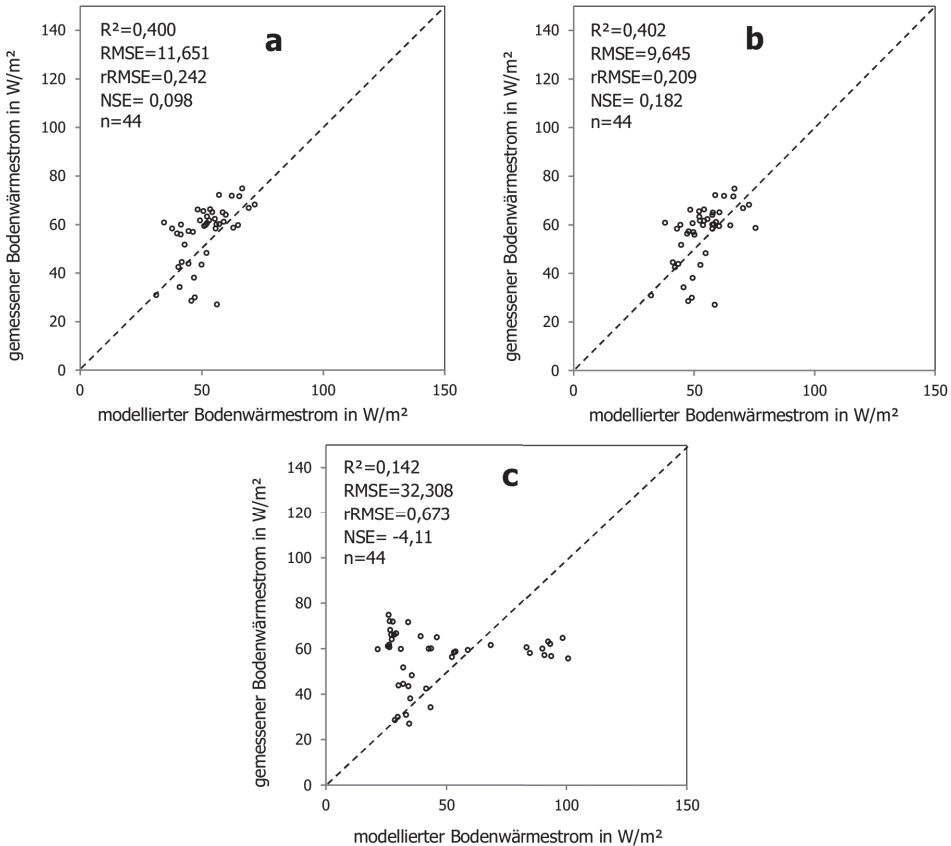 R²=0,400
RMSE=11,651
rRMSE=0,242
NSE= 0,098
n=44
a
140
120
100
80
60
40
20
0
0 50 100 150
gemessener Bodenwärmestrom in W/m²
modellierter Bodenwärmestrom in W/m²
R²=0,402
RMSE=9,645
rRMSE=0,209
NSE= 0,182
n=44
b
140
120
100
80
60
40
20
0
0 50 100 150
gemessener Bodenwärmestrom in W/m²
modellierter Bodenwärmestrom in W/m²
R²=0,142
RMSE=32,308
rRMSE=0,673
NSE= -4,11
n=44
c
140
120
100
80
60
40
20
0
0 50 100 150
gemessener Bodenwärmestrom in W/m²
modellierter Bodenwärmestrom in W/m²